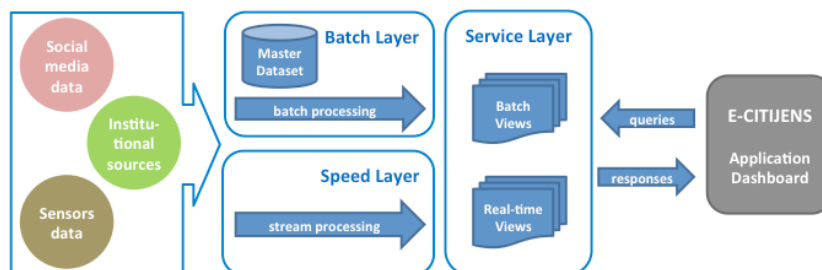 Social
media
data
Institu-
tional
sources
Sensors
data
Batch Layer
Master
Dataset
batch processing
Speed Layer
stream processing
Service Layer
Batch
Views
Real-time
Views
queries
responses
E-CITIJENS
Application
Dashboard